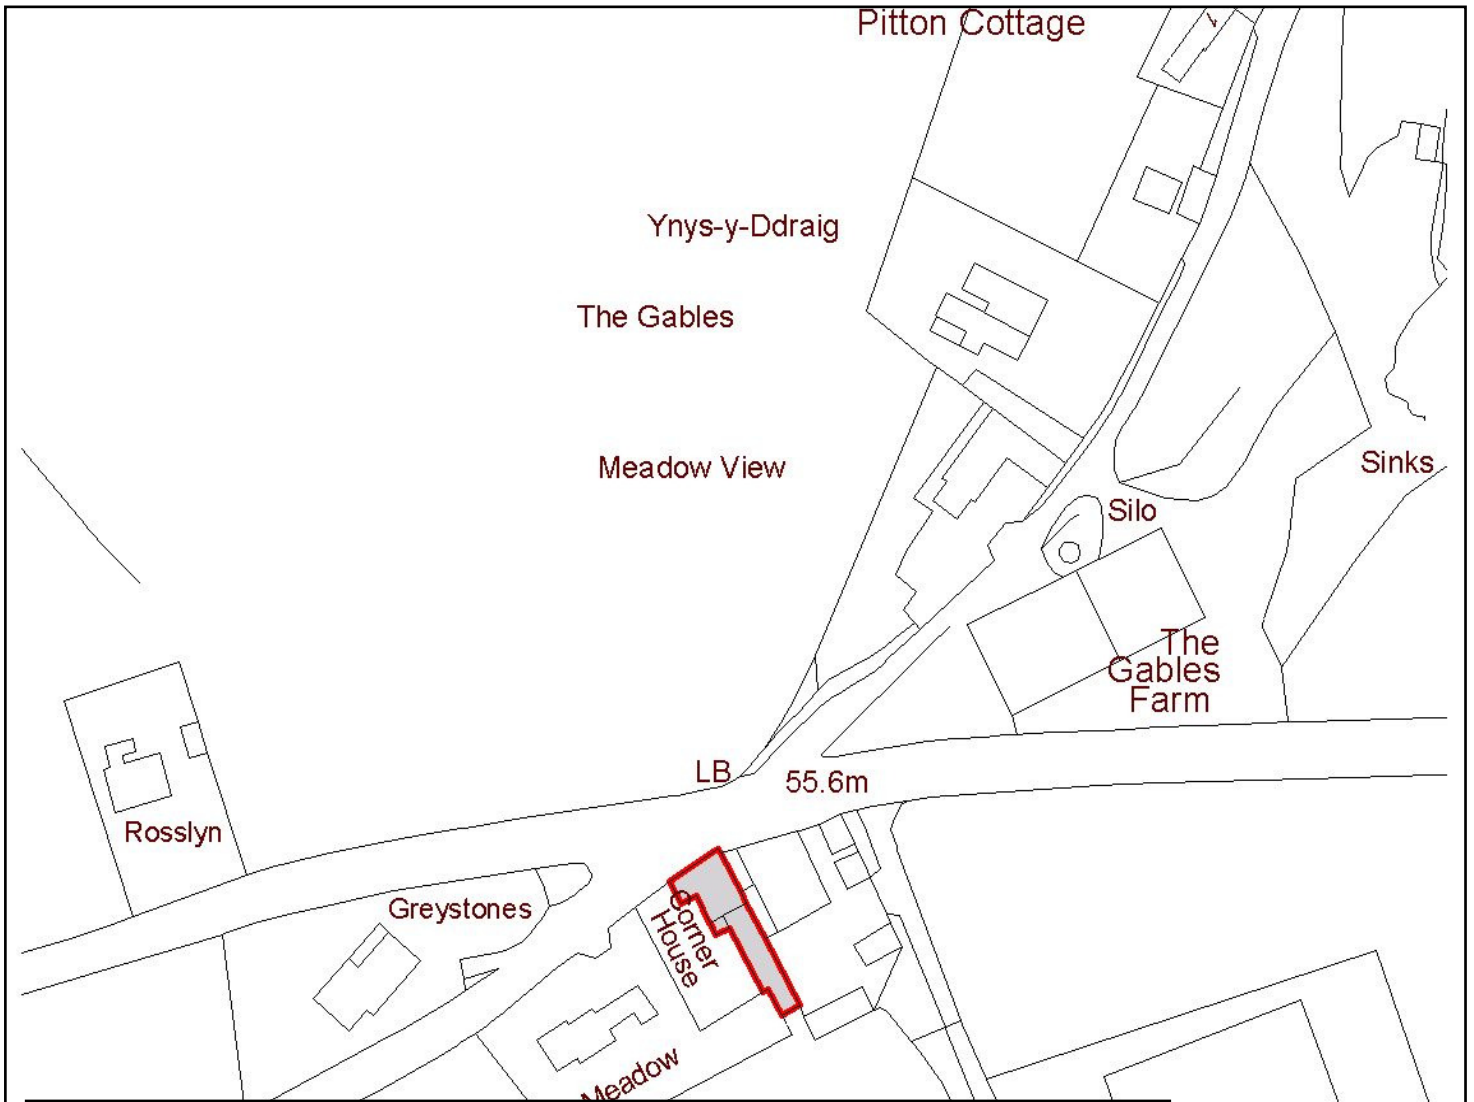 Pitton Cottage
Ynys-y-Ddraig
The Gables
Meadow View
Sinks
Silo
The
Gables
Farm
LB
55.6m
Rosslyn
Greystones
Corner
House
Meadow